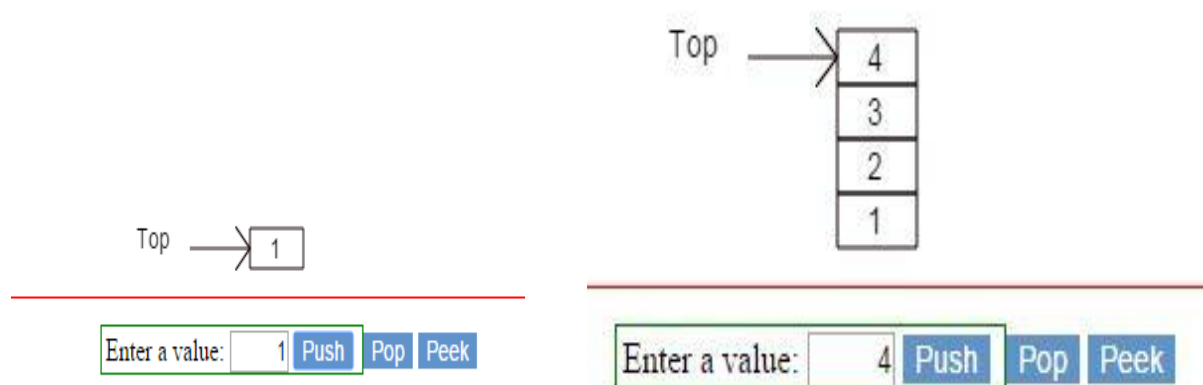 Top 1
Enter a value: 1 Push Pop Peek
Top 4
3
2
1
Enter a value: 4 Push Pop Peek